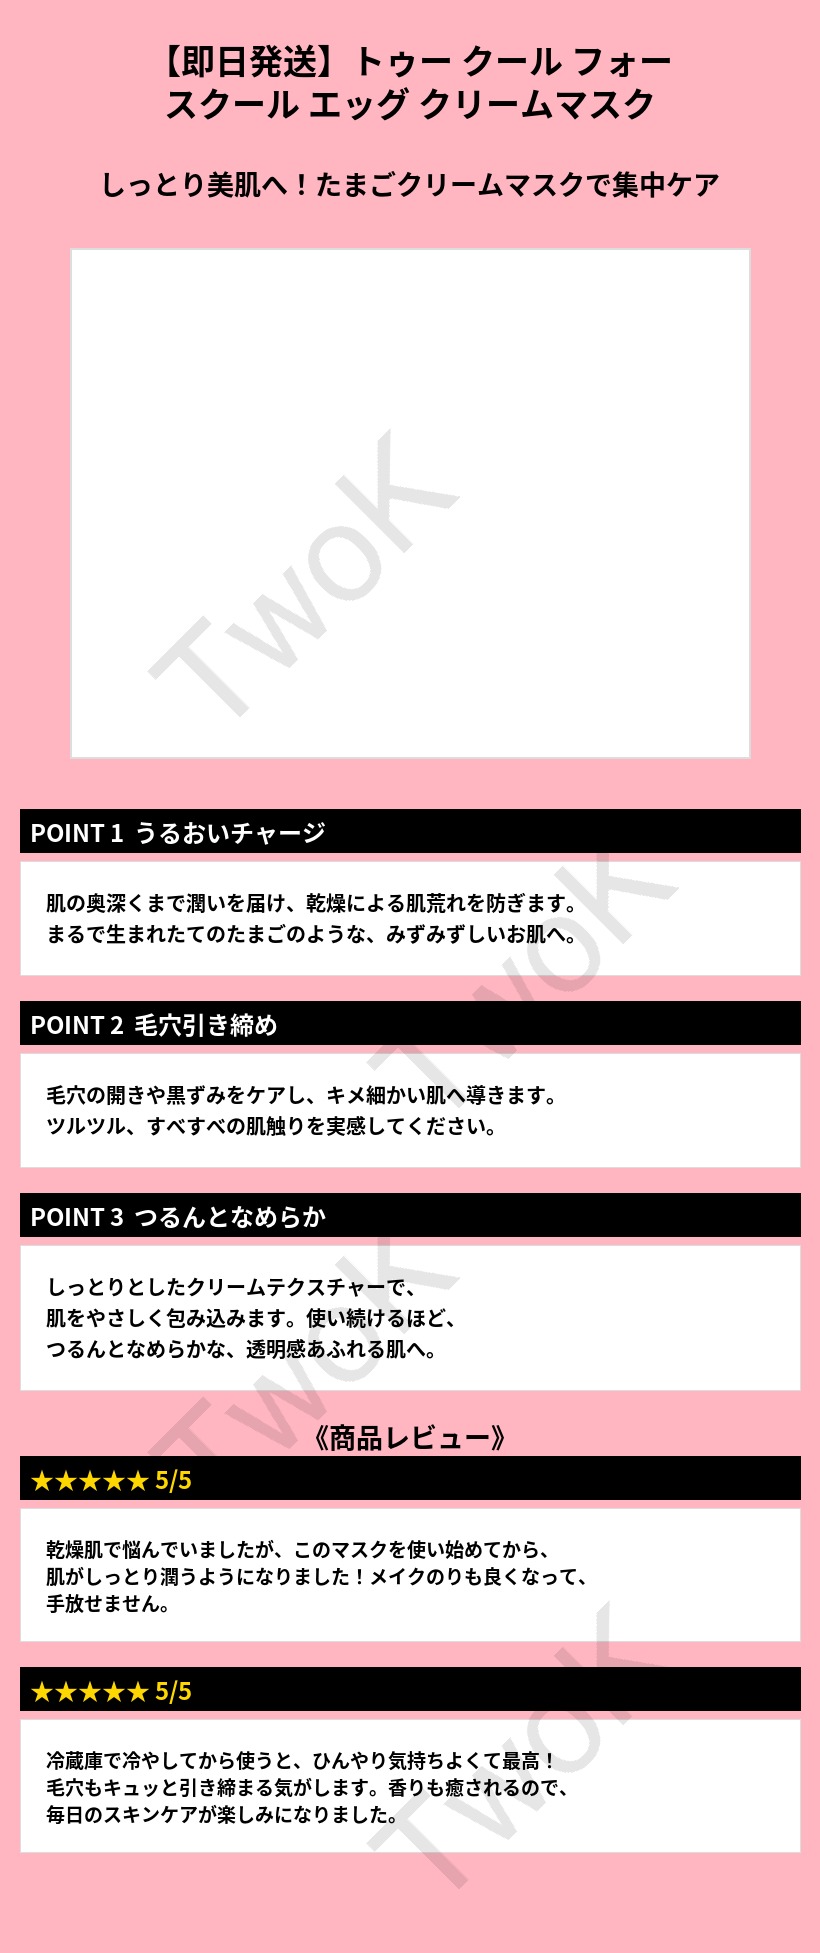 【即日発送】トゥー クール フォー
スクール エッグ クリームマスク
しっとり美肌へ！たまごクリームマスクで集中ケア
TwoK
POINT 1 うるおいチャージ
肌の奥深くまで潤いを届け、乾燥による肌荒れを防ぎます。
まるで生まれたてのたまごのような、みずみずしいお肌へ。
TwoK
POINT 2 毛穴引き締め
毛穴の開きや黒ずみをケアし、キメ細かい肌へ導きます。
ツルツル、すべすべの肌触りを実感してください。
POINT 3 つるんとなめらか
しっとりとしたクリームテクスチャーで、
肌をやさしく包み込みます。使い続けるほど、
つるんとなめらかな、透明感あふれる肌へ。
TwoK
《商品レビュー》
★★★★★ 5/5
乾燥肌で悩んでいましたが、このマスクを使い始めてから、
肌がしっとり潤うようになりました！メイクのりも良くなって、
手放せません。
★★★★★ 5/5
冷蔵庫で冷やしてから使うと、ひんやり気持ちよくて最高！
毛穴もキュッと引き締まる気がします。香りも癒されるので、
毎日のスキンケアが楽しみになりました。
TwoK